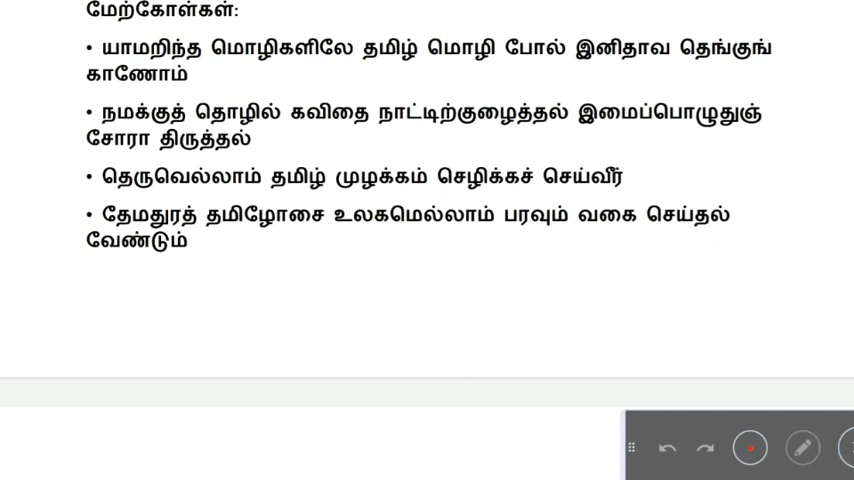 மேற்கோள்கள்:
• யாமறிந்த மொழிகளிலே தமிழ் மொழி போல் இனிதாவ தெங்குங்
காணோம்
• நமக்குத் தொழில் கவிதை நாட்டிற்குழைத்தல் இமைப்பொழுதுஞ்
சோரா திருத்தல்
• தெருவெல்லாம் தமிழ் முழக்கம் செழிக்கச் செய்வீர்
• தேமதுரத் தமிழோசை உலகமெல்லாம் பரவும் வகை செய்தல்
வேண்டும்